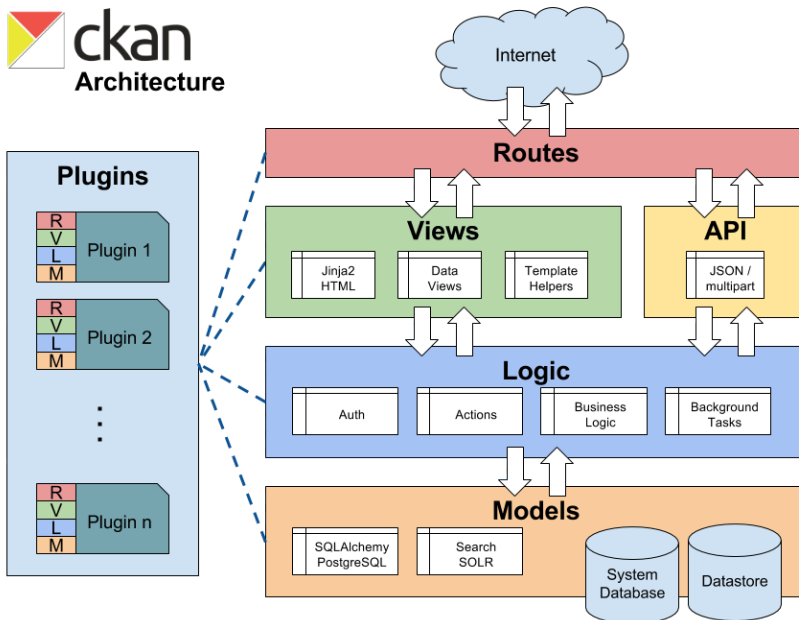 ckan
Architecture
Internet
Routes
Plugins
R
V
L
M
Plugin 1
R
V
L
M
Plugin 2
R
V
L
M
Plugin n
Views
Jinja2
HTML
Data
Views
Template
Helpers
API
JSON /
multipart
Logic
Auth
Actions
Business
Logic
Background
Tasks
Models
SQLAlchemy
PostgreSQL
Search
SOLR
System
Database
Datastore